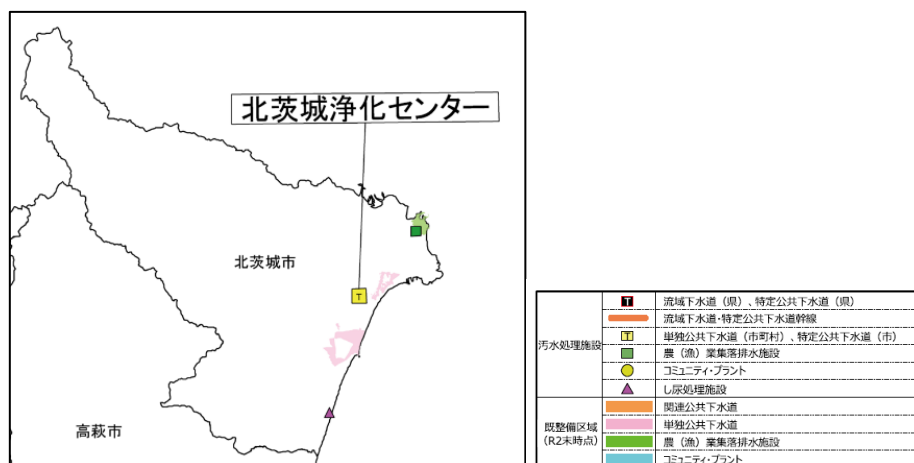 北茨城浄化センター
T
北茨城市
高萩市
汚水処理施設
T 流域下水道（県）、特定公共下水道（県）
流域下水道・特定公共下水道幹線
T 単独公共下水道（市町村）、特定公共下水道（市）
農（漁）業集落排水施設
コミュニティ・プラント
し尿処理施設
既整備区域
（R2末時点）
関連公共下水道
単独公共下水道
農（漁）業集落排水施設
コミュニティ・プラント